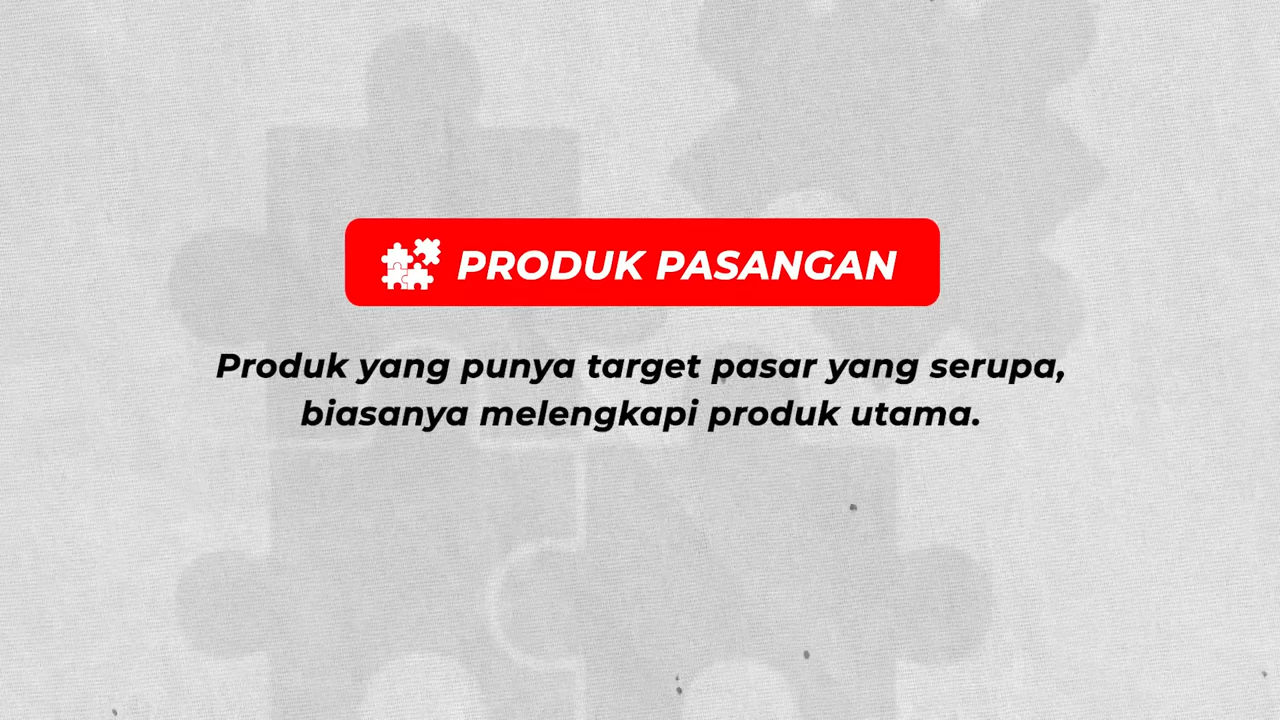 PRODUK PASANGAN
Produk yang punya target pasar yang serupa,
biasanya melengkapi produk utama.